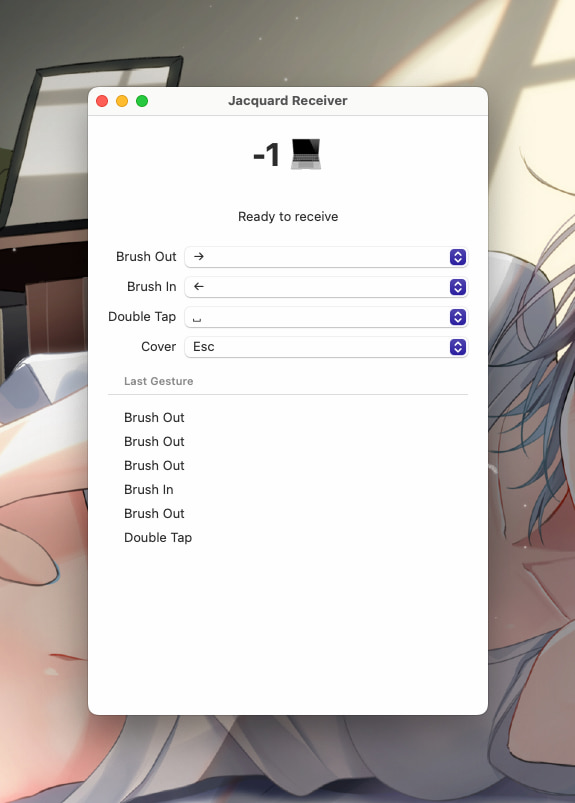 Jacquard Receiver
-1 💻
Ready to receive
Brush Out →
Brush In ←
Double Tap ⎵
Cover Esc
Last Gesture
Brush Out
Brush Out
Brush Out
Brush In
Brush Out
Double Tap